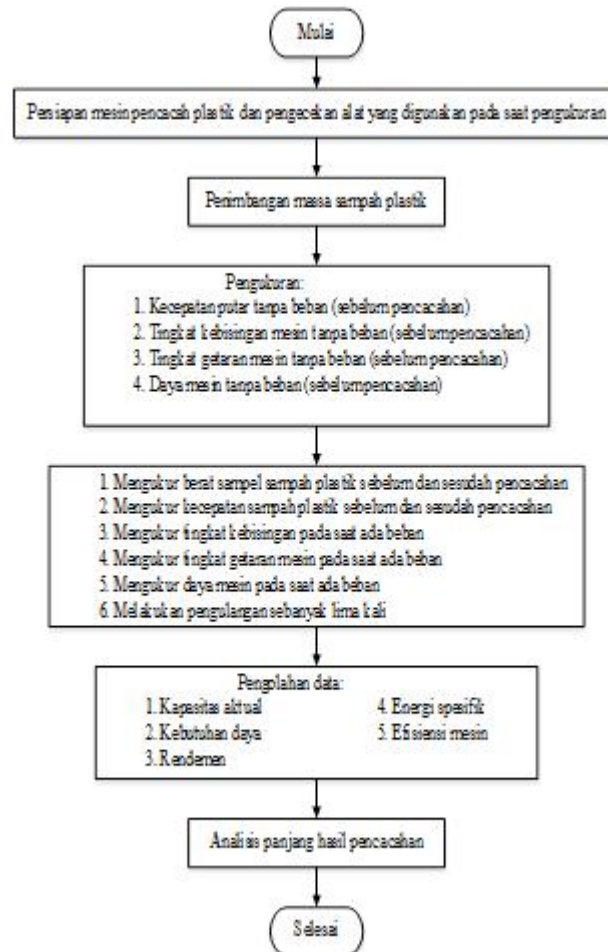 Mulai
Persiapan mesin pencacah plastik dan pengecekan alat yang digunakan pada saat pengukuran
Penimbangan massa sampah plastik
Pengukuran:
1. Kecepatan putar tanpa beban (sebelum pencacahan)
2. Tingkat kebisingan mesin tanpa beban (sebelum pencacahan)
3. Tingkat getaran mesin tanpa beban (sebelum pencacahan)
4. Daya mesin tanpa beban (sebelum pencacahan)
1. Mengukur berat sampel sampah plastik sebelum dan sesudah pencacahan
2. Mengukur kecepatan sampah plastik sebelum dan sesudah pencacahan
3. Mengukur tingkat kebisingan pada saat ada beban
4. Mengukur tingkat getaran mesin pada saat ada beban
5. Mengukur daya mesin pada saat ada beban
6. Melakukan pengulangan sebanyak lima kali
Pengolahan data:
1. Kapasitas aktual
2. Kebutuhan daya
3. Rendemen
4. Energi spesifik
5. Efisiensi mesin
Analisis panjang hasil pencacahan
Selesai